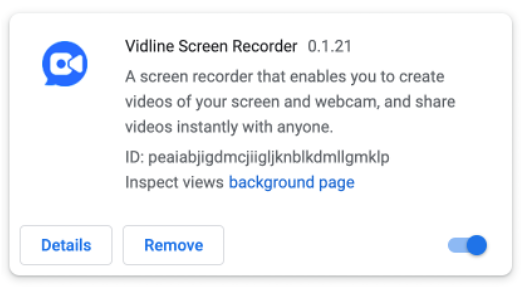 Vidline Screen Recorder 0.1.21
A screen recorder that enables you to create
videos of your screen and webcam, and share
videos instantly with anyone.
ID: peaiabjigdmcjiigljknblkdmllgmklp
Inspect views background page
Details Remove